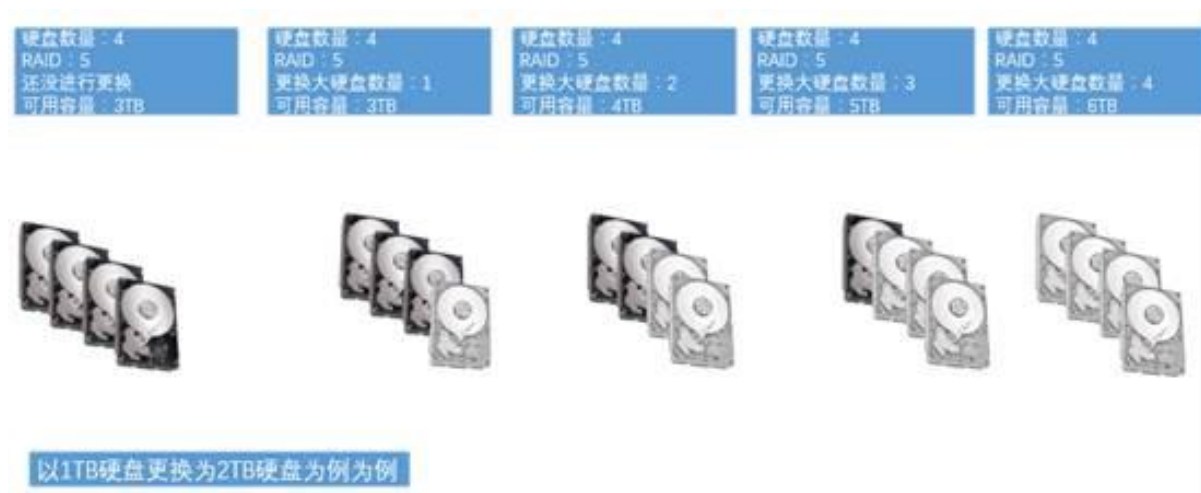 硬盘数量：4
RAID：5
还没进行更换
可用容量：3TB
硬盘数量：4
RAID：5
更换大硬盘数量：1
可用容量：3TB
硬盘数量：4
RAID：5
更换大硬盘数量：2
可用容量：4TB
硬盘数量：4
RAID：5
更换大硬盘数量：3
可用容量：5TB
硬盘数量：4
RAID：5
更换大硬盘数量：4
可用容量：6TB
以1TB硬盘更换为2TB硬盘为例为例